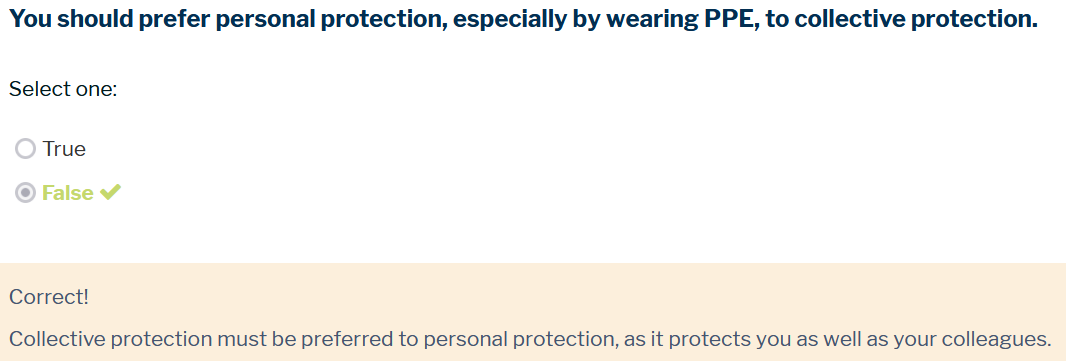 You should prefer personal protection, especially by wearing PPE, to collective protection.
Select one:
True
False
Correct!
Collective protection must be preferred to personal protection, as it protects you as well as your colleagues.